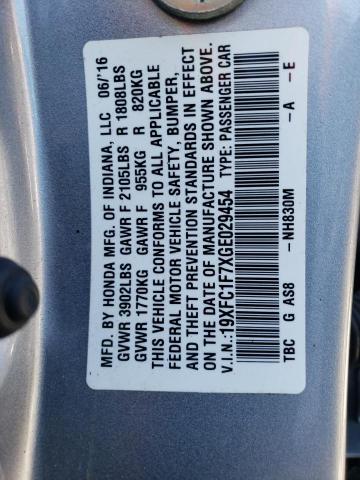 MFD. BY HONDA MFG. OF INDIANA, LLC 06/'16
GVWR 3902LBS GAWR F 2105LBS R 1808LBS
GVWR 1770KG GAWR F 955KG R 820KG
THIS VEHICLE CONFORMS TO ALL APPLICABLE
FEDERAL MOTOR VEHICLE SAFETY, BUMPER,
AND THEFT PREVENTION STANDARDS IN EFFECT
ON THE DATE OF MANUFACTURE SHOWN ABOVE.
V.I.N.:19XFC1F7XGE029454 TYPE: PASSENGER CAR
TBC G AS8 -NH830M -A -E